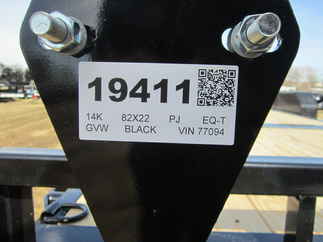 19411
14K 82X22 PJ EQ-T
GVW BLACK VIN 77094